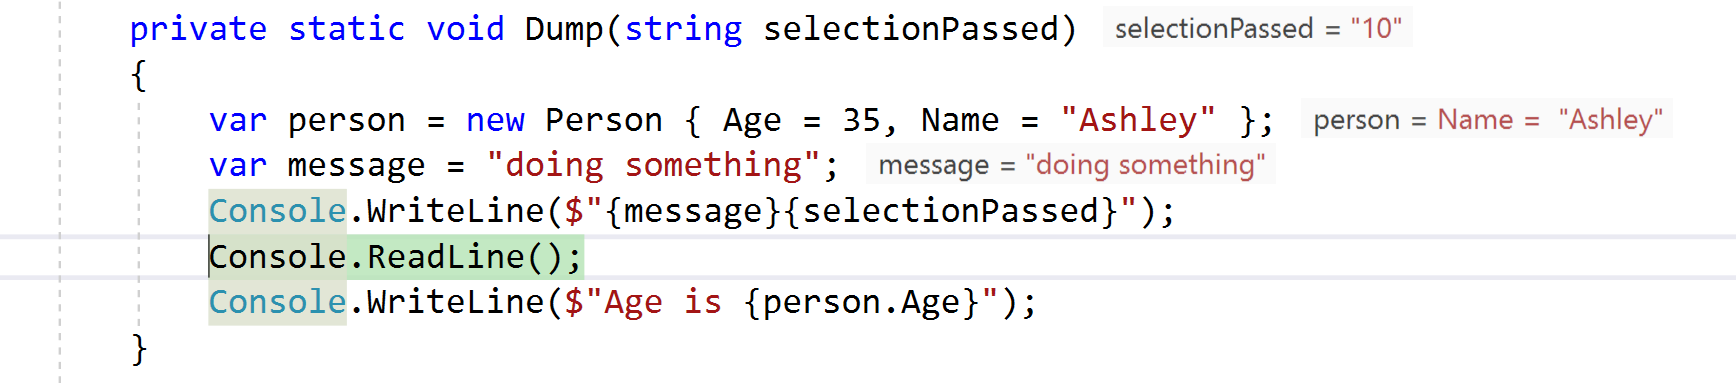 private static void Dump(string selectionPassed) selectionPassed = "10"
{
var person = new Person { Age = 35, Name = "Ashley" }; person = Name = "Ashley"
var message = "doing something"; message = "doing something"
Console.WriteLine($"{message}{selectionPassed}");
Console.ReadLine();
Console.WriteLine($"Age is {person.Age}");
}